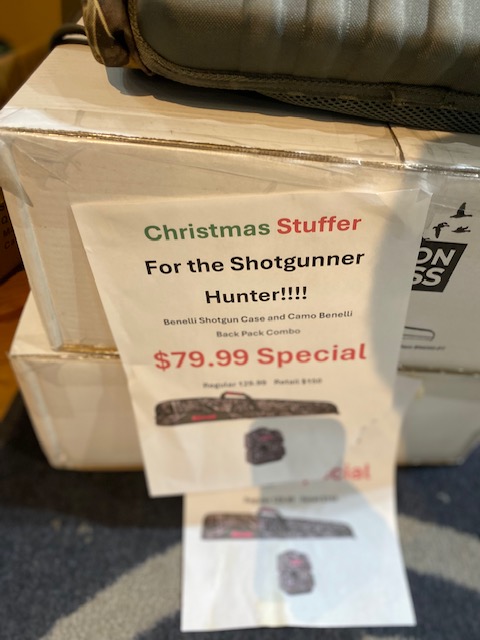 Christmas Stuffer
For the Shotgunner
Hunter!!!!
Benelli Shotgun Case and Camo Benelli
Back Pack Combo
$79.99 Special
Regular 129.99 Retail $159
ON
SS